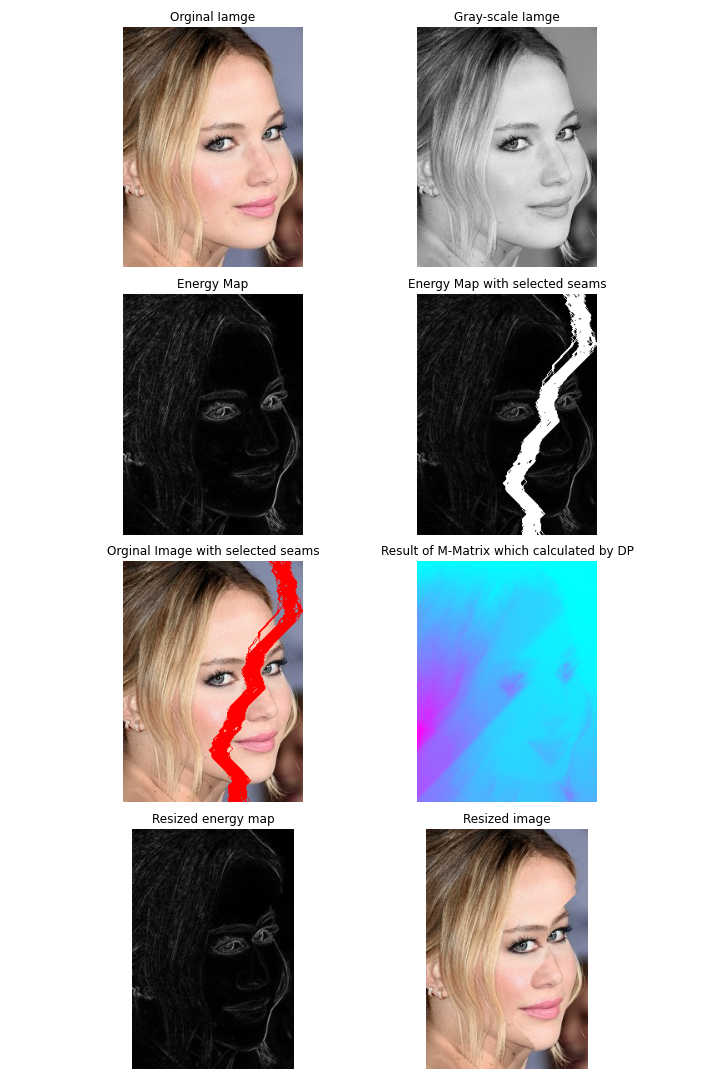 Orginal Iamge
Gray-scale Iamge
Energy Map
Energy Map with selected seams
Orginal Image with selected seams
Result of M-Matrix which calculated by DP
Resized energy map
Resized image